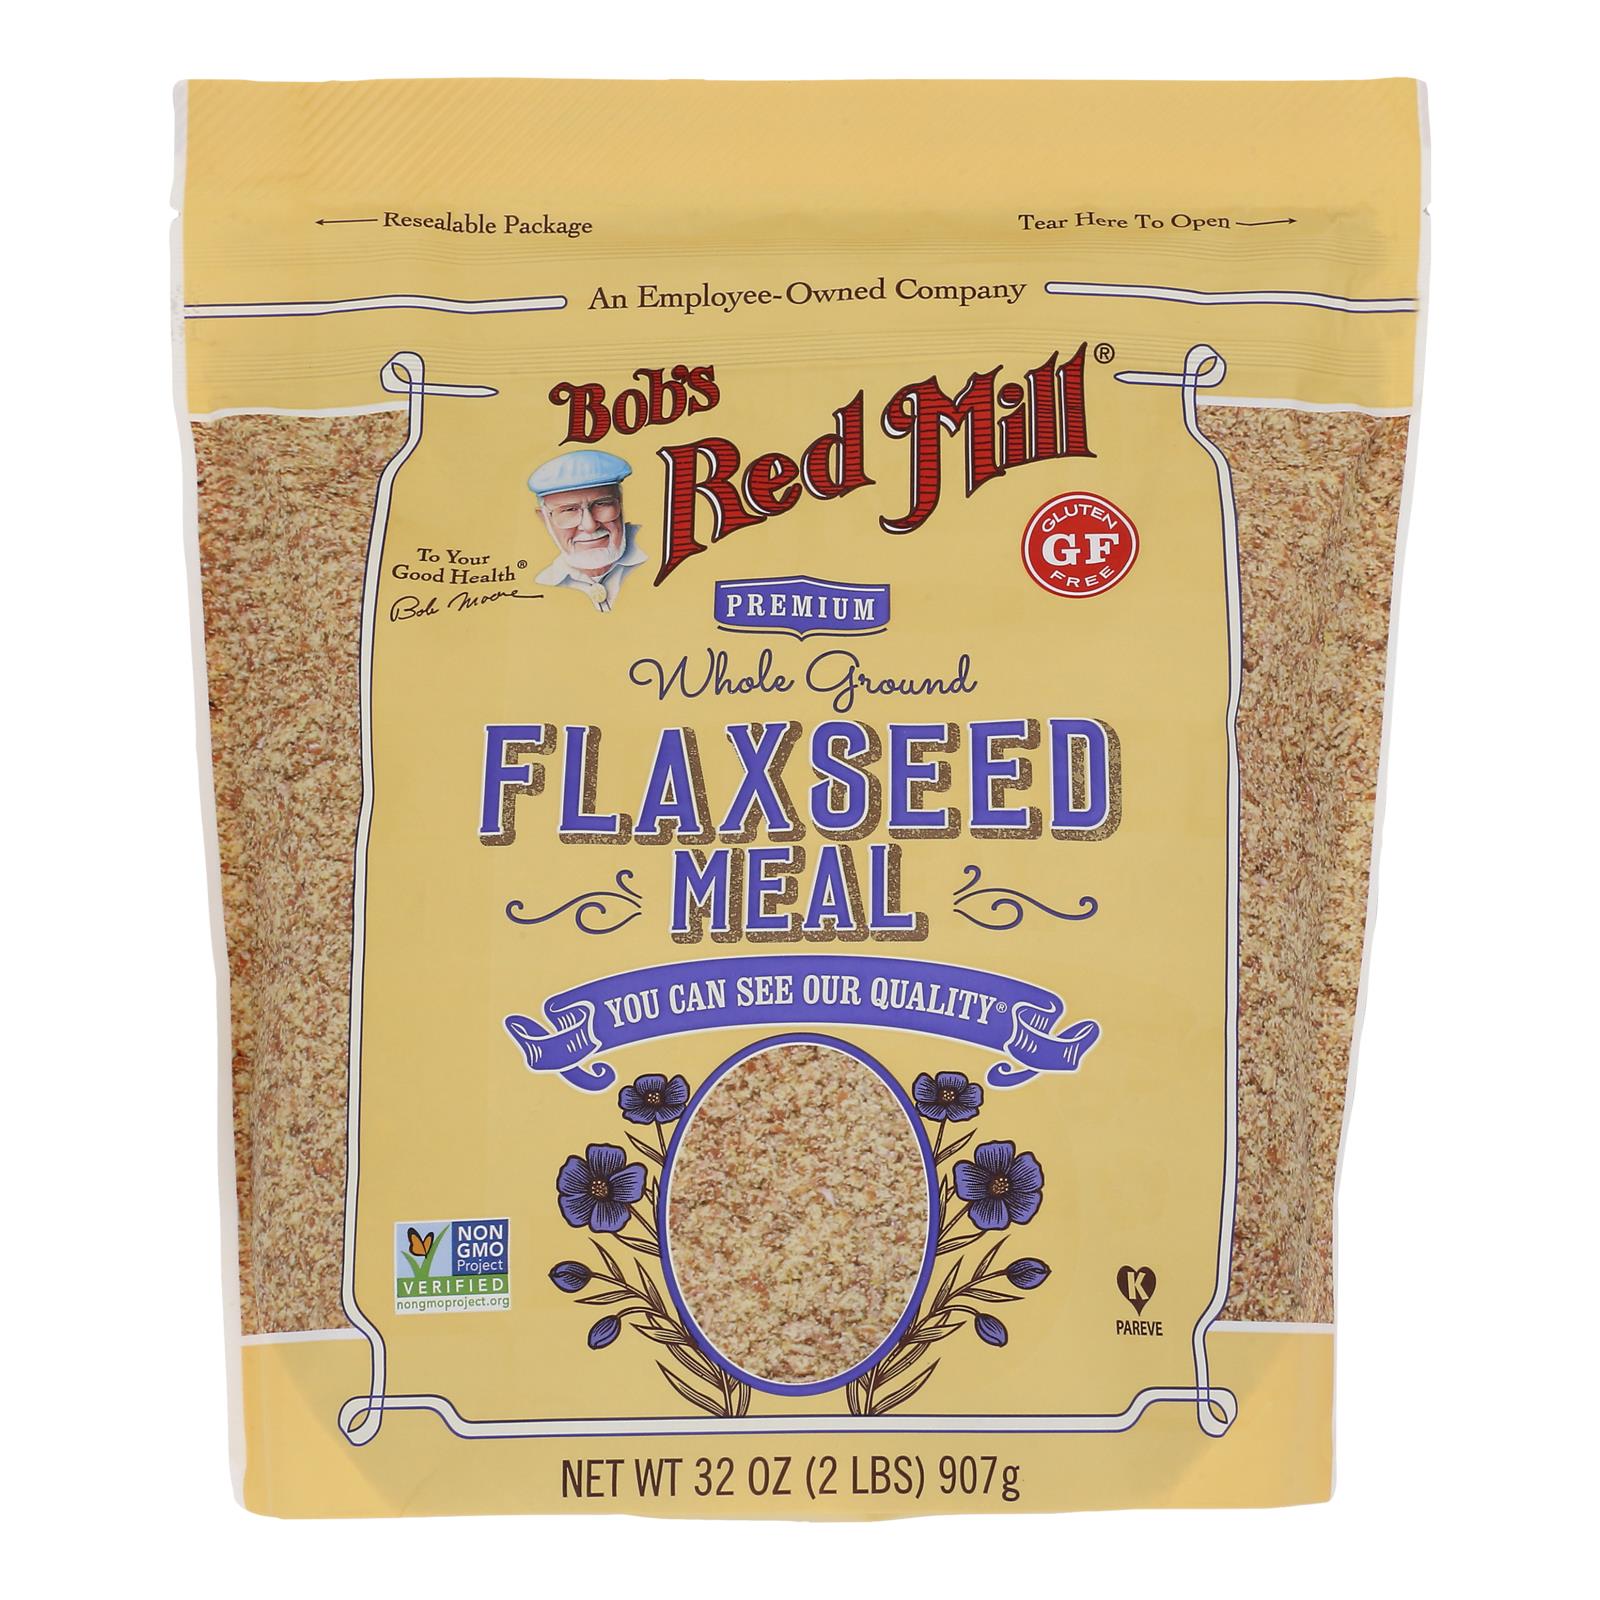 Resealable Package
Tear Here To Open
An Employee-Owned Company
Bob's
Red Mill®
To Your
Good Health®
Bob Moore
GLUTEN
GF
FREE
PREMIUM
Whole Ground
FLAXSEED
MEAL
YOU CAN SEE OUR QUALITY®
NON
GMO
Project
VERIFIED
nongmoproject.org
K
PAREVE
NET WT 32 OZ (2 LBS) 907g